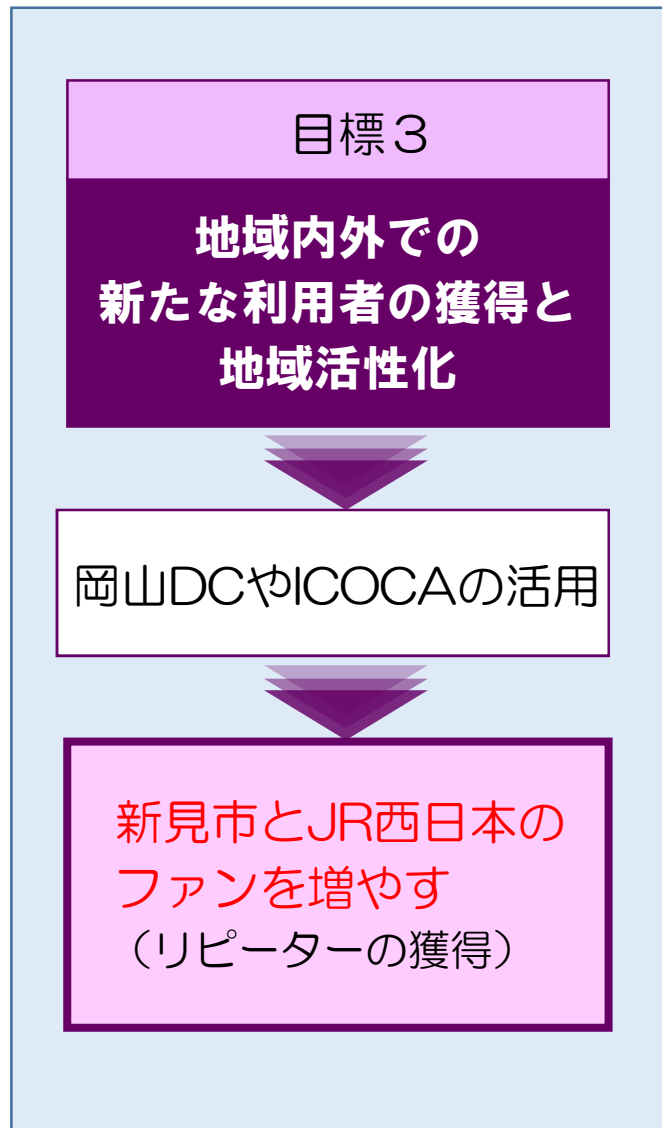 目標３
地域内外での
新たな利用者の獲得と
地域活性化
岡山DCやICOCAの活用
新見市とJR西日本の
ファンを増やす
（リピーターの獲得）